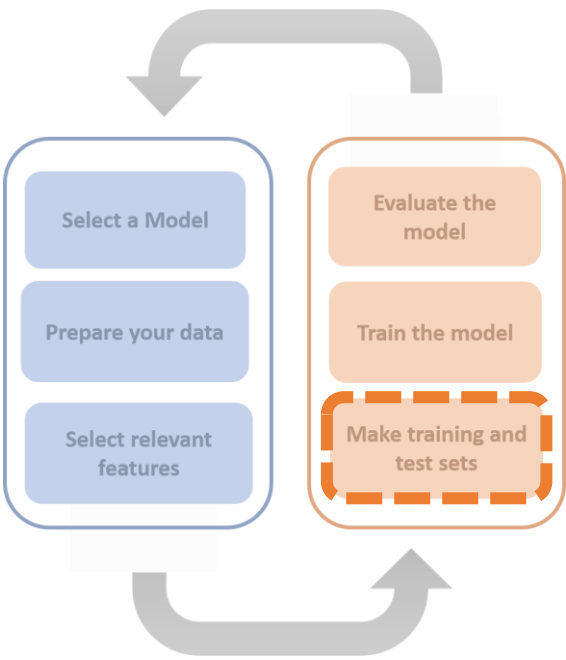 Select a Model
Prepare your data
Select relevant
features
Evaluate the
model
Train the model
Make training and
test sets